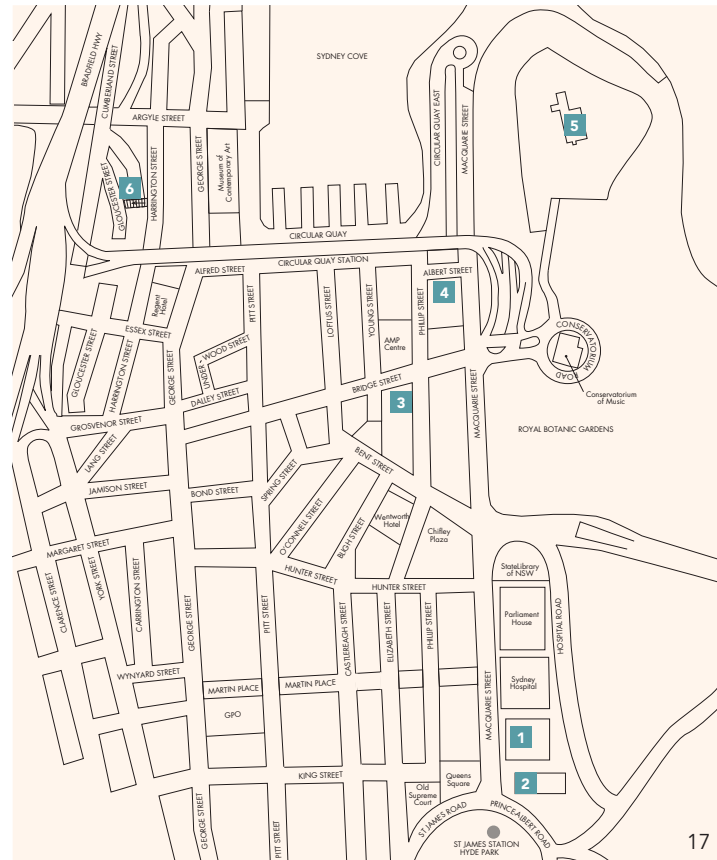 BRADFIELD HWY
CUMBERLAND STREET
SYDNEY COVE
CIRCULAR QUAY EAST
MACQUARIE STREET
5
ARGYLE STREET
GLOUCESTER STREET
6
HARRINGTON STREET
GEORGE STREET
Museum of
Contemporary Art
CIRCULAR QUAY
CIRCULAR QUAY STATION
ALFRED STREET
ALBERT STREET
4
Regent
Hotel
PITT STREET
LOFTUS STREET
YOUNG STREET
PHILLIP STREET
ESSEX STREET
UNDER-WOOD STREET
AMP
Centre
CONSERVATORIUM
ROAD
GLOUCESTER STREET
HARRINGTON STREET
GEORGE STREET
DALLEY STREET
BRIDGE STREET
3
Conservatorium
of Music
GROSVENOR STREET
MACQUARIE STREET
ROYAL BOTANIC GARDENS
LANG STREET
JAMISON STREET
BOND STREET
SPRING STREET
BENT STREET
O'CONNELL STREET
BLIGH STREET
Wentworth
Hotel
Chifley
Plaza
MARGARET STREET
HUNTER STREET
HUNTER STREET
StateLibrary
of NSW
CLARENCE STREET
YORK STREET
CARRINGTON STREET
GEORGE STREET
PITT STREET
CASTLEREAGH STREET
ELIZABETH STREET
PHILLIP STREET
Parliament
House
HOSPITAL ROAD
WYNYARD STREET
MARTIN PLACE
MARTIN PLACE
MACQUARIE STREET
Sydney
Hospital
GPO
1
KING STREET
Old
Supreme
Court
Queens
Square
2
GEORGE STREET
PITT STREET
ST JAMES ROAD
PRINCE ALBERT ROAD
ST JAMES STATION
HYDE PARK
17